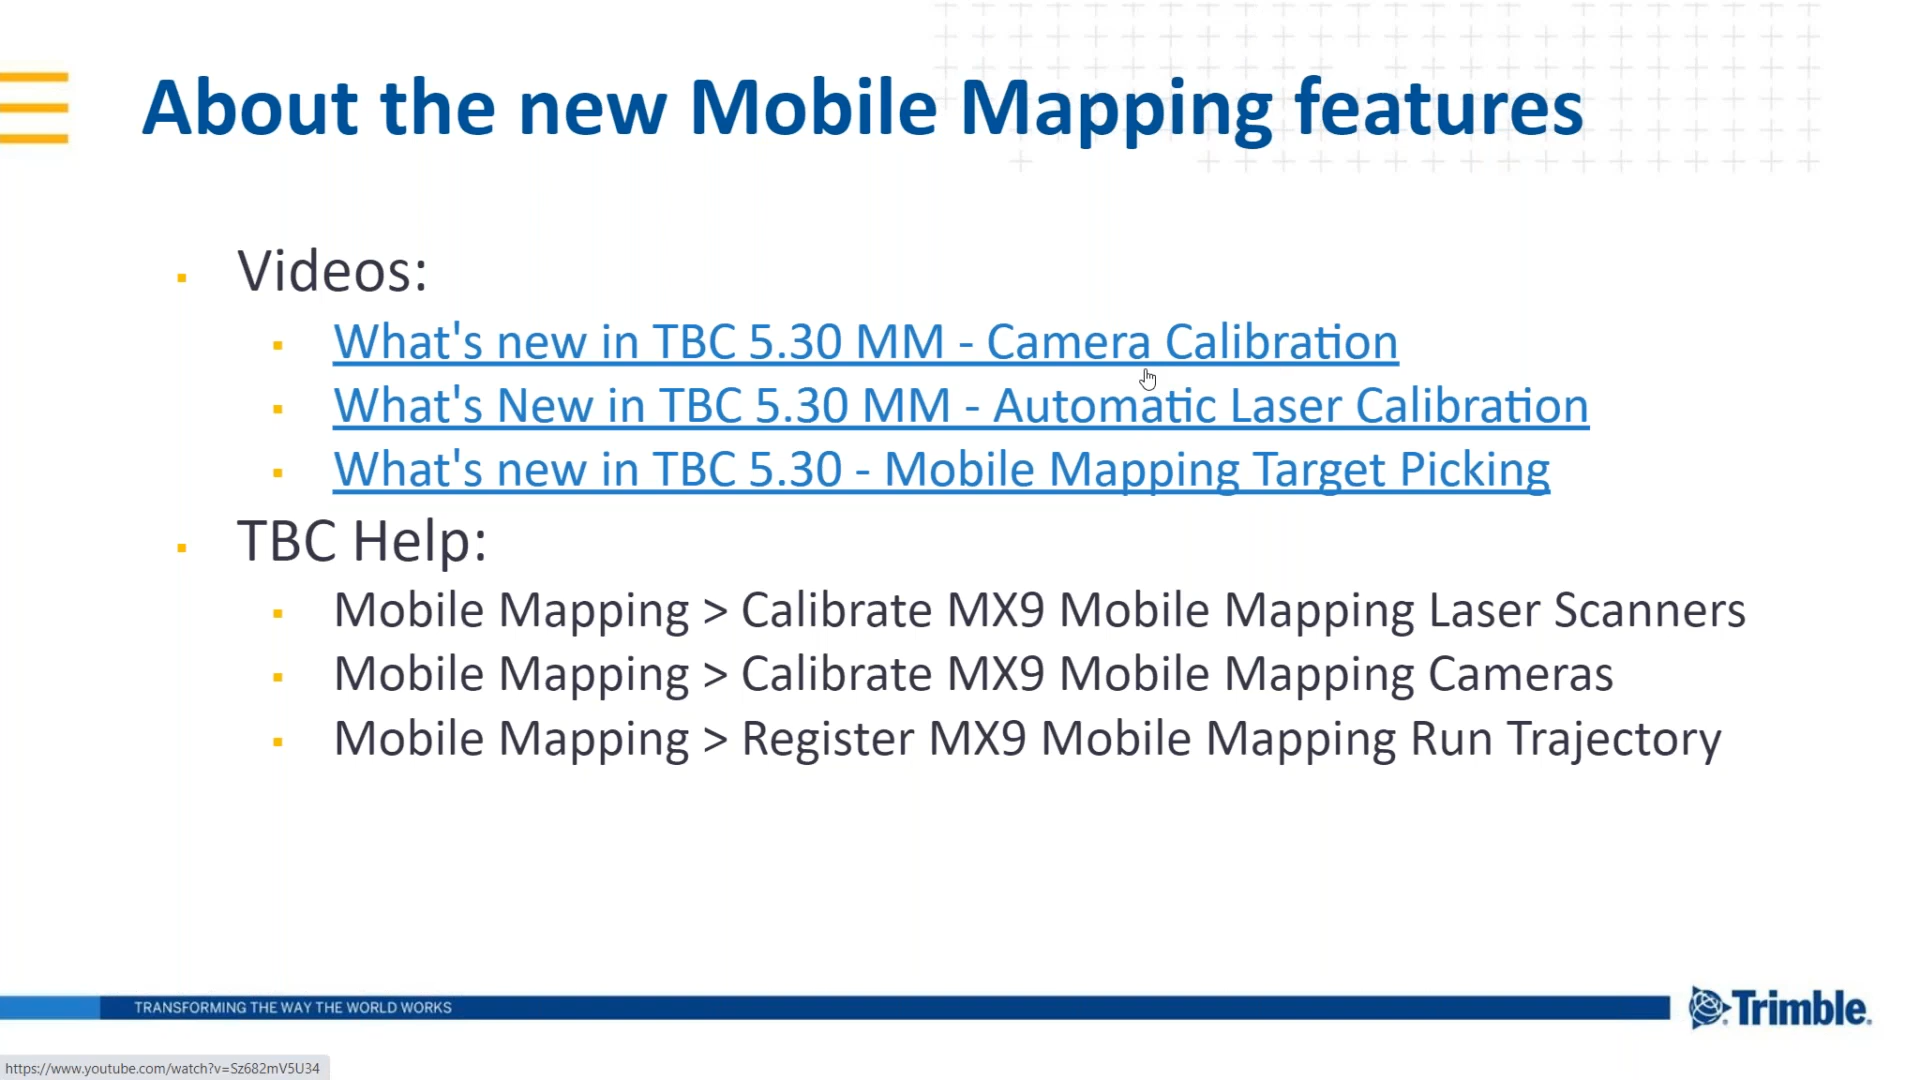 About the new Mobile Mapping features
Videos:
What's new in TBC 5.30 MM - Camera Calibration
What's New in TBC 5.30 MM - Automatic Laser Calibration
What's new in TBC 5.30 - Mobile Mapping Target Picking
TBC Help:
Mobile Mapping > Calibrate MX9 Mobile Mapping Laser Scanners
Mobile Mapping > Calibrate MX9 Mobile Mapping Cameras
Mobile Mapping > Register MX9 Mobile Mapping Run Trajectory
TRANSFORMING THE WAY THE WORLD WORKS
Trimble.
https://www.youtube.com/watch?v=Sz682mV5U34